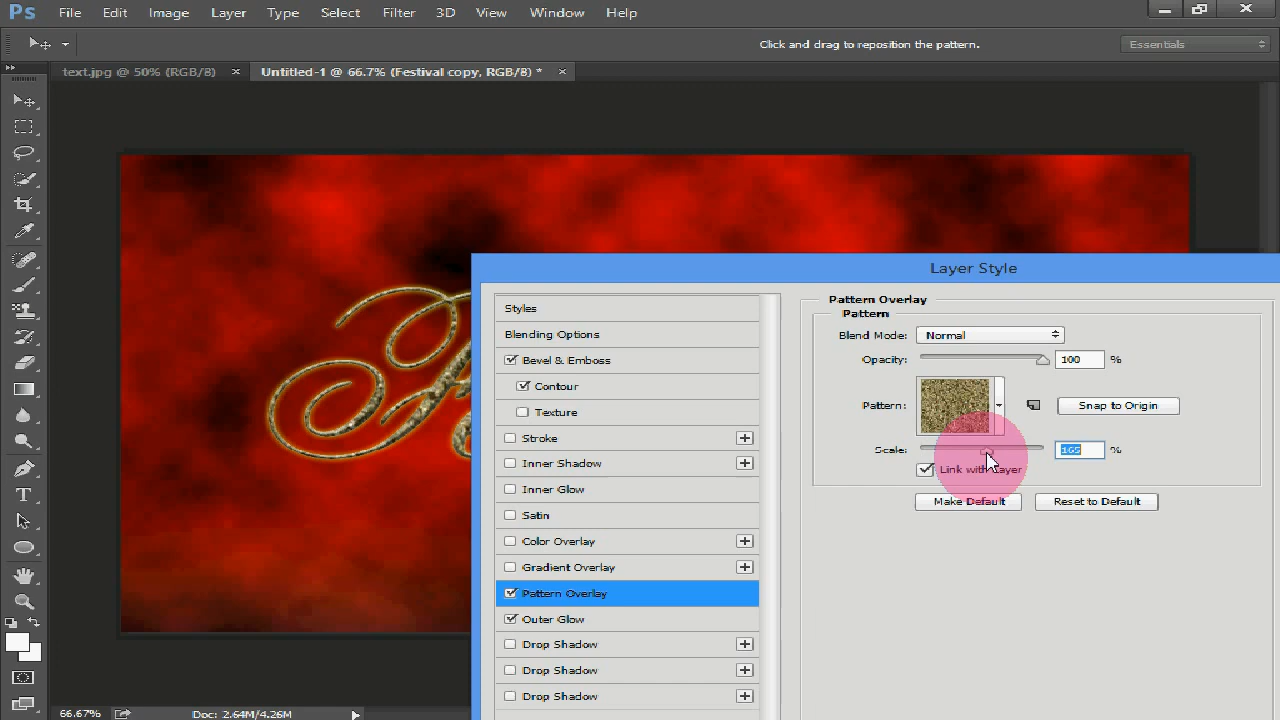 Ps File Edit Image Layer Type Select Filter 3D View Window Help
Click and drag to reposition the pattern. Essentials
text.jpg @ 50% (RGB/8) × Untitled-1 @ 66.7% (Festival copy, RGB/8) * ×
Layer Style
Styles
Blending Options
Bevel & Emboss
Contour
Texture
Stroke
Inner Shadow
Inner Glow
Satin
Color Overlay
Gradient Overlay
Pattern Overlay
Outer Glow
Drop Shadow
Drop Shadow
Drop Shadow
Pattern Overlay
Pattern
Blend Mode: Normal
Opacity: 100 %
Pattern: Snap to Origin
Scale: 165 %
Link with Layer
Make Default Reset to Default
66.67% Doc: 2.64M/4.26M